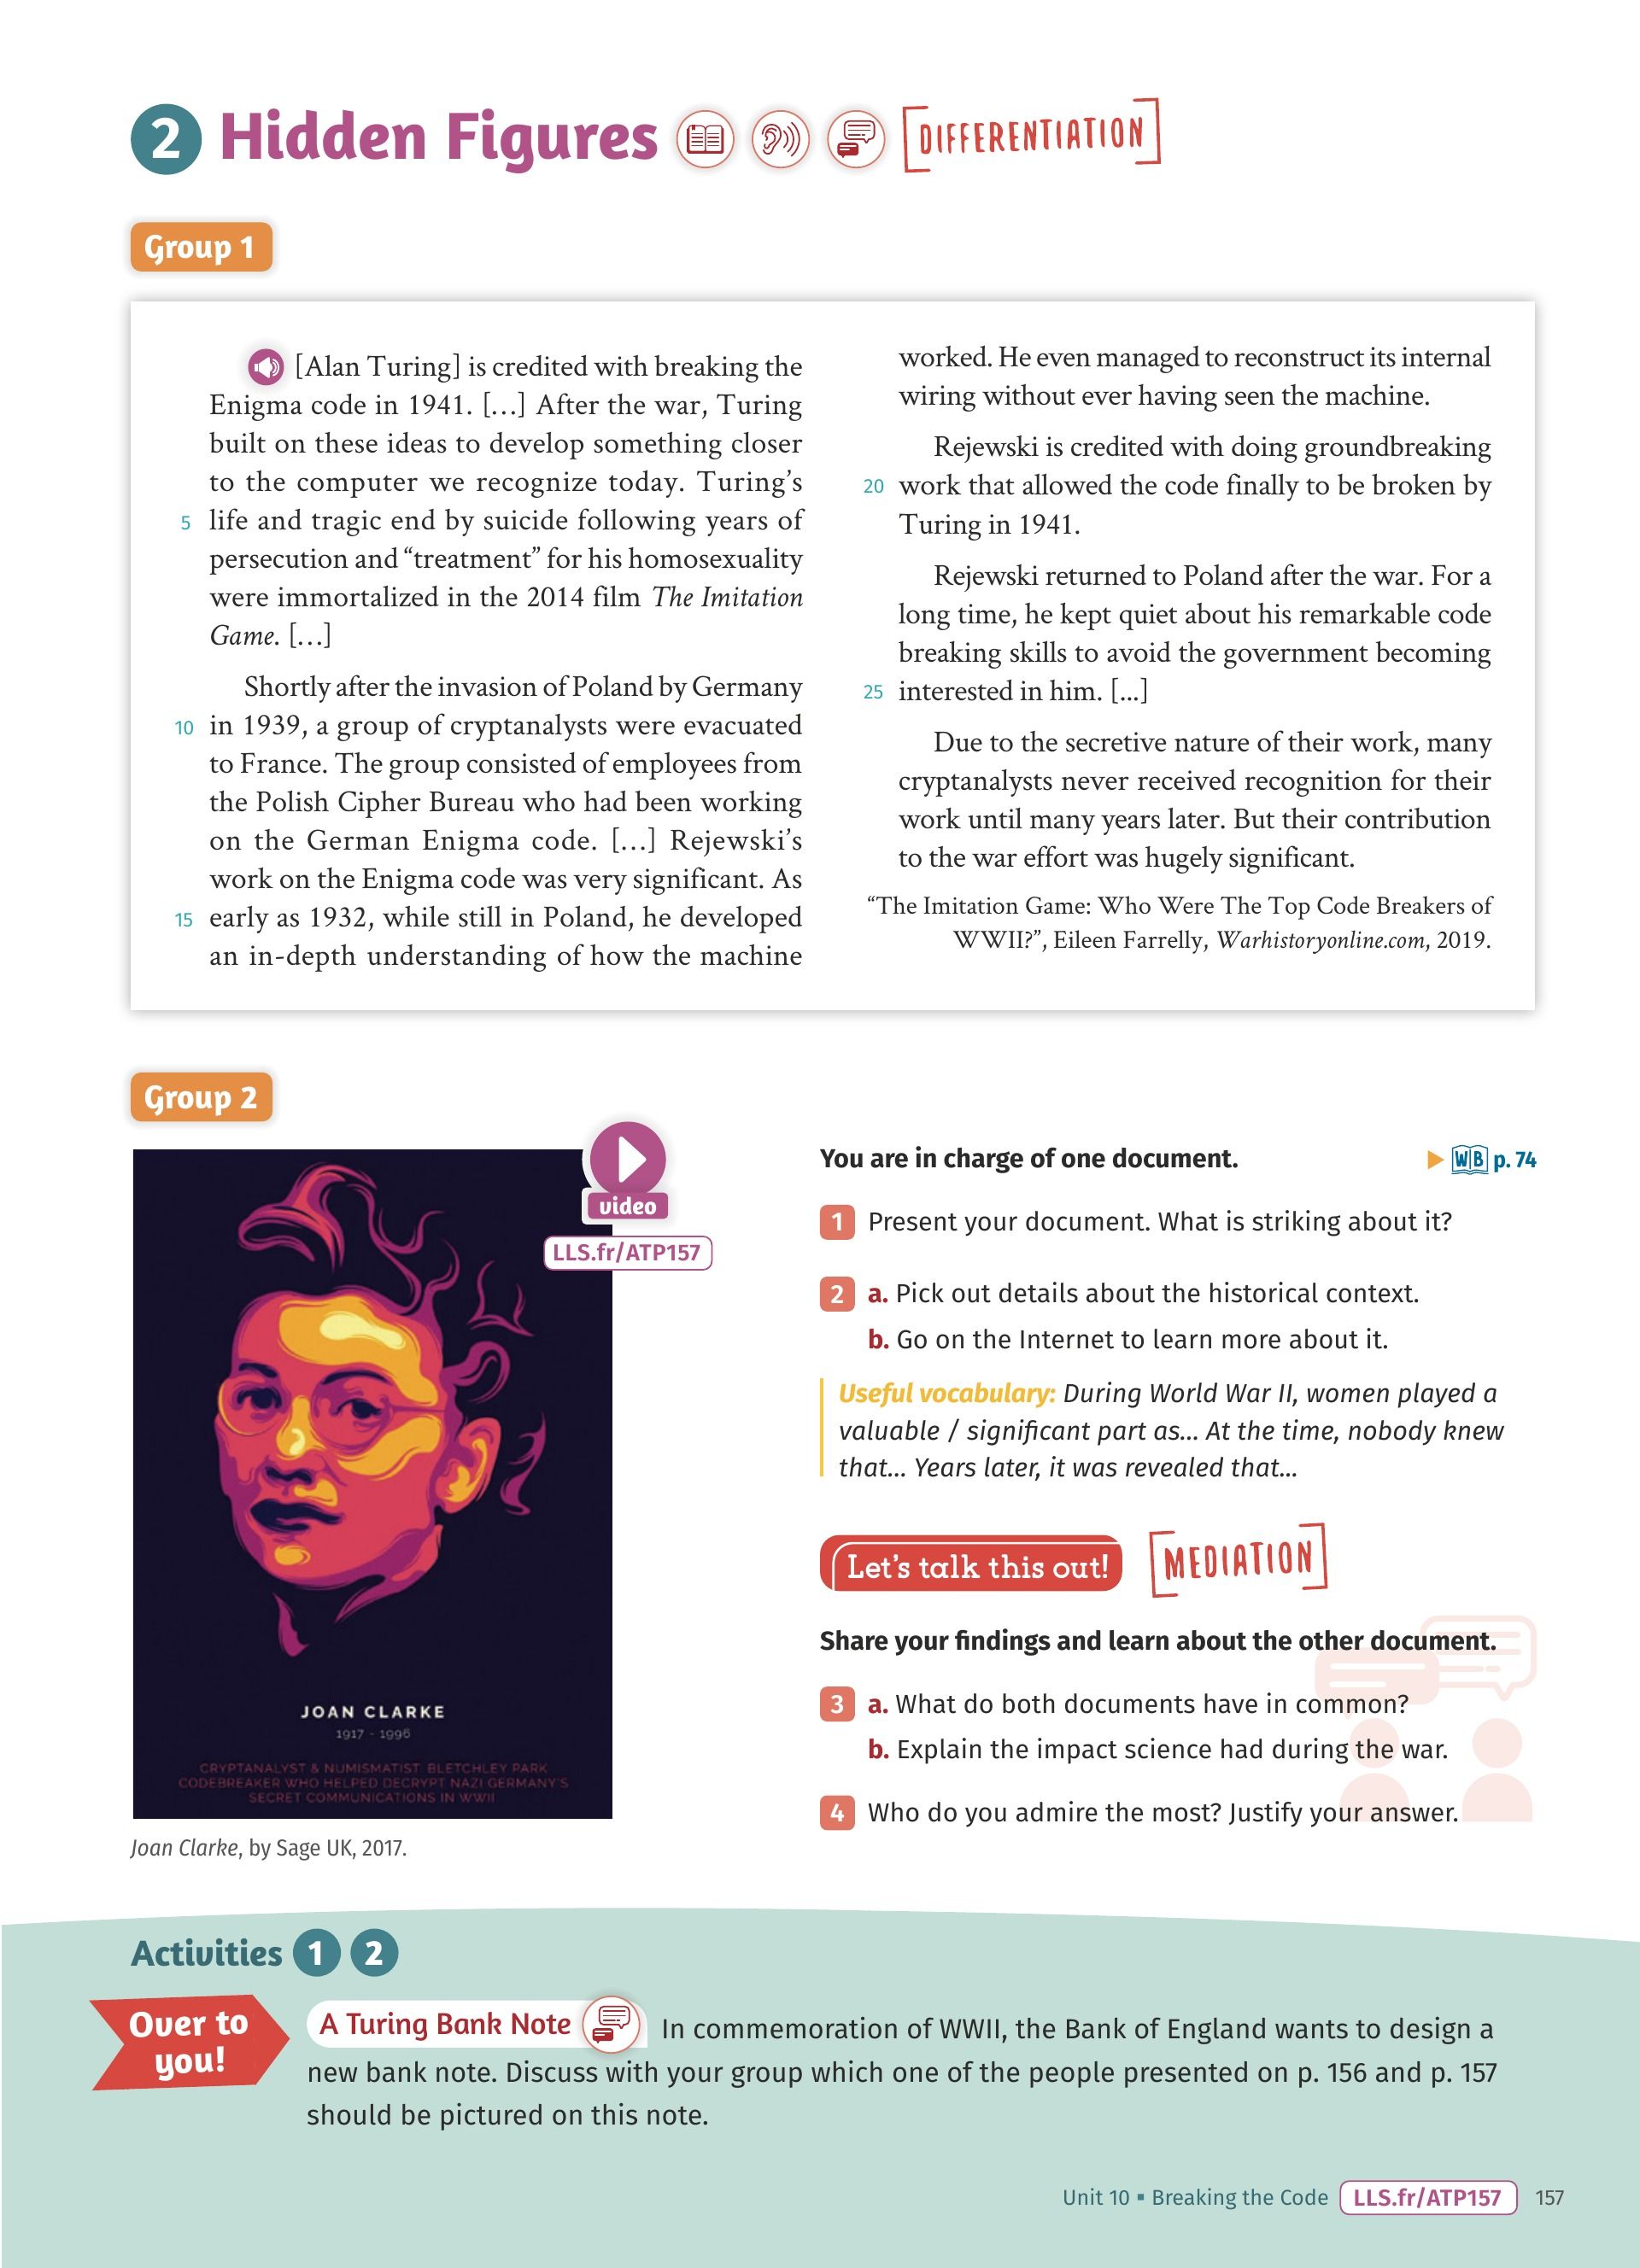 2 Hidden Figures [DIFFERENTIATION]
Group 1
[Alan Turing] is credited with breaking the
Enigma code in 1941. […] After the war, Turing
built on these ideas to develop something closer
to the computer we recognize today. Turing’s
5 life and tragic end by suicide following years of
persecution and “treatment” for his homosexuality
were immortalized in the 2014 film The Imitation
Game. […]
Shortly after the invasion of Poland by Germany
10 in 1939, a group of cryptanalysts were evacuated
to France. The group consisted of employees from
the Polish Cipher Bureau who had been working
on the German Enigma code. […] Rejewski’s
work on the Enigma code was very significant. As
15 early as 1932, while still in Poland, he developed
an in-depth understanding of how the machine
worked. He even managed to reconstruct its internal
wiring without ever having seen the machine.
Rejewski is credited with doing groundbreaking
20 work that allowed the code finally to be broken by
Turing in 1941.
Rejewski returned to Poland after the war. For a
long time, he kept quiet about his remarkable code
breaking skills to avoid the government becoming
25 interested in him. [...]
Due to the secretive nature of their work, many
cryptanalysts never received recognition for their
work until many years later. But their contribution
to the war effort was hugely significant.
“The Imitation Game: Who Were The Top Code Breakers of
WWII?”, Eileen Farrelly, Warhistoryonline.com, 2019.
Group 2
video
LLS.fr/ATP157
JOAN CLARKE
1917 - 1996
CRYPTANALYST & NUMISMATIST BLETCHLEY PARK
CODEBREAKER WHO HELPED DECRYPT NAZI GERMANY'S
SECRET COMMUNICATIONS IN WWII
Joan Clarke, by Sage UK, 2017.
You are in charge of one document. WB p. 74
1 Present your document. What is striking about it?
2 a. Pick out details about the historical context.
b. Go on the Internet to learn more about it.
Useful vocabulary: During World War II, women played a
valuable / significant part as... At the time, nobody knew
that... Years later, it was revealed that...
Let’s talk this out! [MEDIATION]
Share your findings and learn about the other document.
3 a. What do both documents have in common?
b. Explain the impact science had during the war.
4 Who do you admire the most? Justify your answer.
Activities 1 2
Over to
you!
A Turing Bank Note In commemoration of WWII, the Bank of England wants to design a
new bank note. Discuss with your group which one of the people presented on p. 156 and p. 157
should be pictured on this note.
Unit 10 ▪ Breaking the Code LLS.fr/ATP157 157